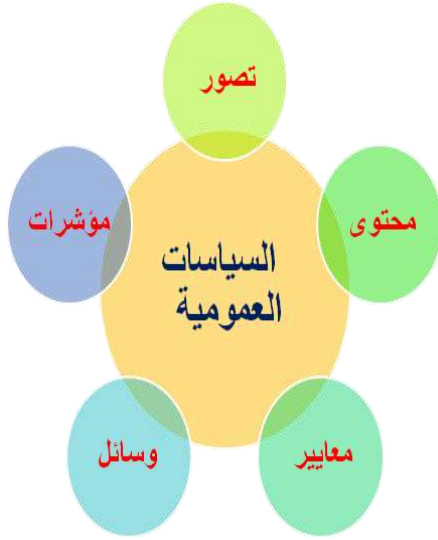 تصور
محتوى
مؤشرات
السياسات
العمومية
معايير
وسائل